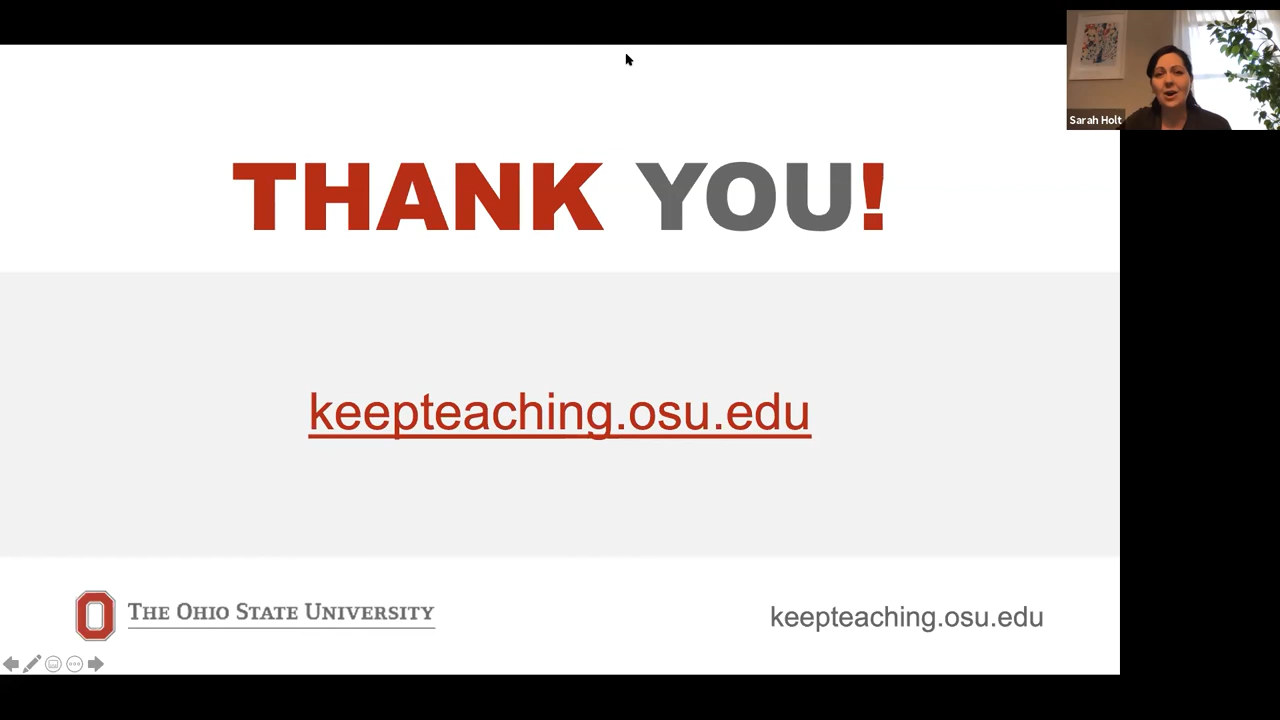 Sarah Holt
THANK YOU!
keepteaching.osu.edu
THE OHIO STATE UNIVERSITY
keepteaching.osu.edu